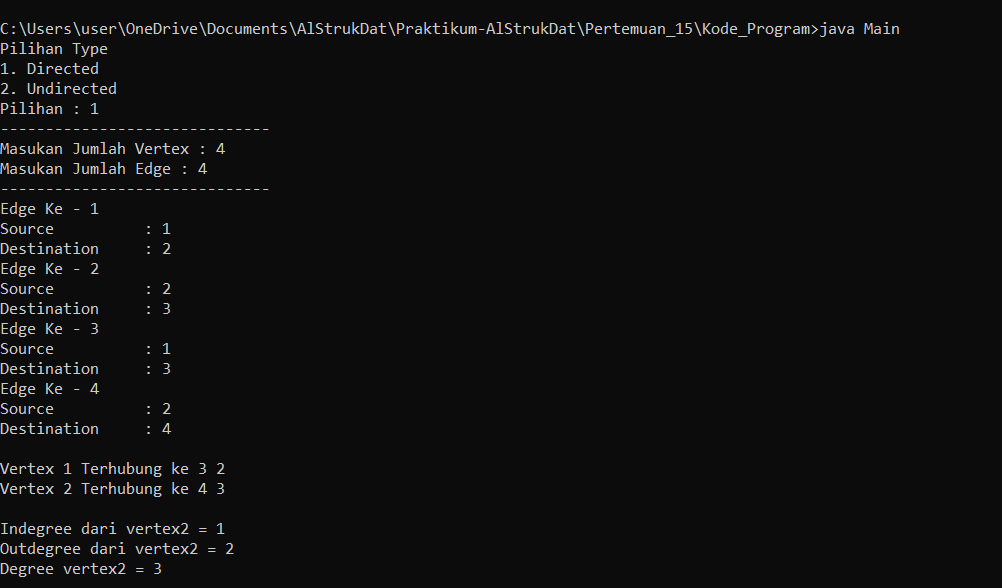 C:\Users\user\OneDrive\Documents\AlStrukDat\Praktikum-AlStrukDat\Pertemuan_15\Kode_Program>java Main
Pilihan Type
1. Directed
2. Undirected
Pilihan : 1
------------------------------
Masukan Jumlah Vertex : 4
Masukan Jumlah Edge : 4
------------------------------
Edge Ke - 1
Source          : 1
Destination     : 2
Edge Ke - 2
Source          : 2
Destination     : 3
Edge Ke - 3
Source          : 1
Destination     : 3
Edge Ke - 4
Source          : 2
Destination     : 4

Vertex 1 Terhubung ke 3 2
Vertex 2 Terhubung ke 4 3

Indegree dari vertex2 = 1
Outdegree dari vertex2 = 2
Degree vertex2 = 3